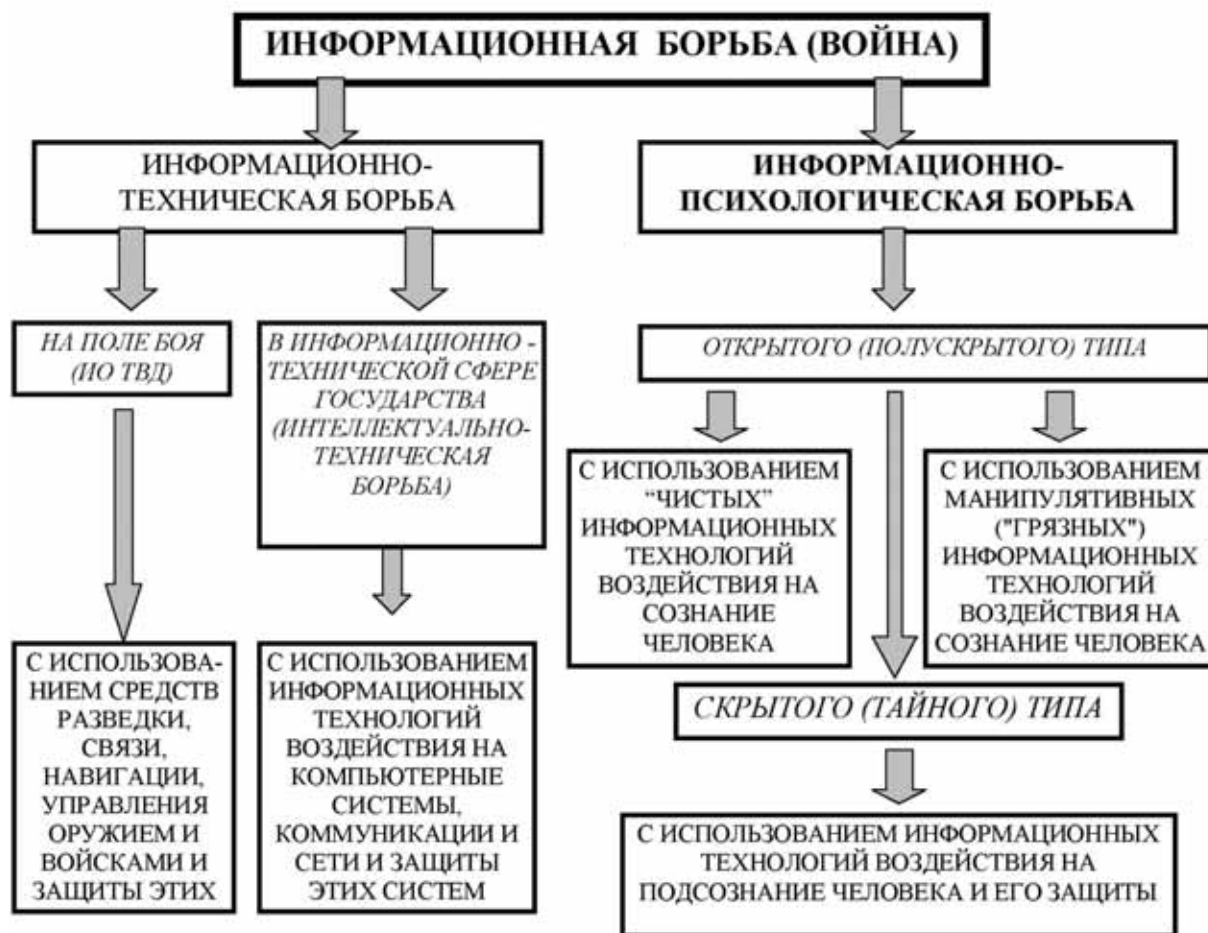 ИНФОРМАЦИОННАЯ БОРЬБА (ВОЙНА)
ИНФОРМАЦИОННО-
ТЕХНИЧЕСКАЯ БОРЬБА
ИНФОРМАЦИОННО-
ПСИХОЛОГИЧЕСКАЯ БОРЬБА
НА ПОЛЕ БОЯ
(ИО ТВД)
В ИНФОРМАЦИОННО -
ТЕХНИЧЕСКОЙ СФЕРЕ
ГОСУДАРСТВА
(ИНТЕЛЛЕКТУАЛЬНО-
ТЕХНИЧЕСКАЯ
БОРЬБА)
ОТКРЫТОГО (ПОЛУСКРЫТОГО) ТИПА
С ИСПОЛЬЗОВАНИЕМ
“ЧИСТЫХ”
ИНФОРМАЦИОННЫХ
ТЕХНОЛОГИЙ
ВОЗДЕЙСТВИЯ НА
СОЗНАНИЕ
ЧЕЛОВЕКА
С ИСПОЛЬЗОВАНИЕМ
МАНИПУЛЯТИВНЫХ
("ГРЯЗНЫХ")
ИНФОРМАЦИОННЫХ
ТЕХНОЛОГИЙ
ВОЗДЕЙСТВИЯ НА
СОЗНАНИЕ ЧЕЛОВЕКА
С ИСПОЛЬЗОВА-
НИЕМ СРЕДСТВ
РАЗВЕДКИ,
СВЯЗИ,
НАВИГАЦИИ,
УПРАВЛЕНИЯ
ОРУЖИЕМ И
ВОЙСКАМИ И
ЗАЩИТЫ ЭТИХ
С ИСПОЛЬЗОВАНИЕМ
ИНФОРМАЦИОННЫХ
ТЕХНОЛОГИЙ
ВОЗДЕЙСТВИЯ НА
КОМПЬЮТЕРНЫЕ
СИСТЕМЫ,
КОММУНИКАЦИИ И
СЕТИ И ЗАЩИТЫ
ЭТИХ СИСТЕМ
СКРЫТОГО (ТАЙНОГО) ТИПА
С ИСПОЛЬЗОВАНИЕМ ИНФОРМАЦИОННЫХ
ТЕХНОЛОГИЙ ВОЗДЕЙСТВИЯ НА
ПОДСОЗНАНИЕ ЧЕЛОВЕКА И ЕГО ЗАЩИТЫ